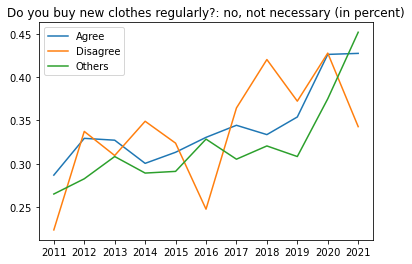 Do you buy new clothes regularly?: no, not necessary (in percent)
Agree
Disagree
Others
0.45
0.40
0.35
0.30
0.25
2011 2012 2013 2014 2015 2016 2017 2018 2019 2020 2021